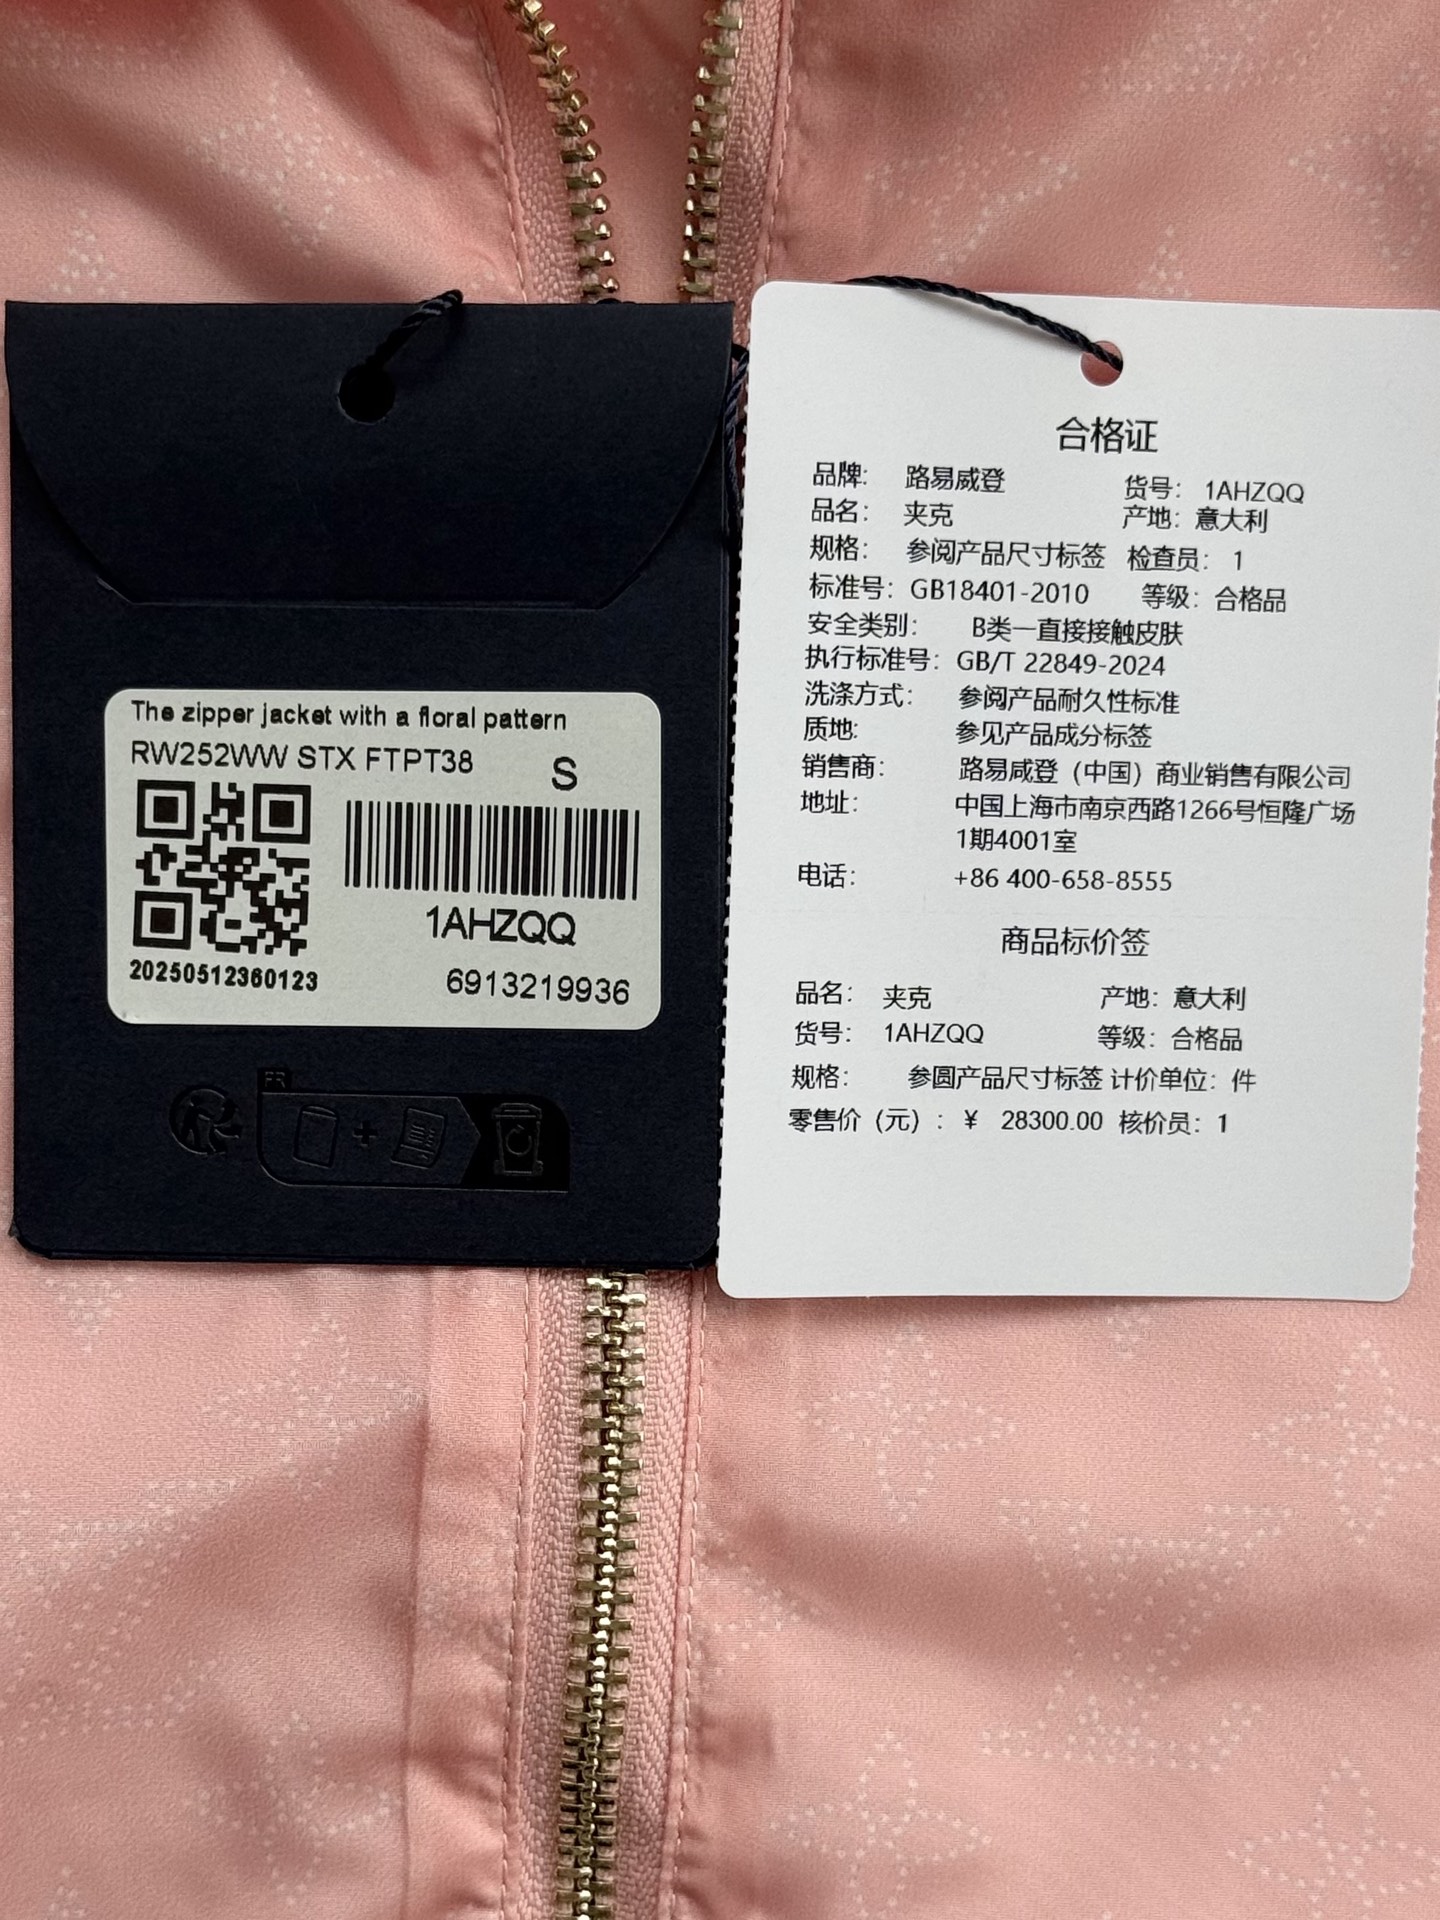 The zipper jacket with a floral pattern
RW252WW STX FTPT38
S
1AHZQQ
20250512360123
6913219936
FR
合格证
品牌: 路易威登 货号: 1AHZQQ
品名: 夹克 产地: 意大利
规格: 参阅产品尺寸标签 检查员: 1
标准号: GB18401-2010 等级: 合格品
安全类别: B类一直接接触皮肤
执行标准号: GB/T 22849-2024
洗涤方式: 参阅产品耐久性标准
质地: 参见产品成分标签
销售商: 路易威登（中国）商业销售有限公司
地址: 中国上海市南京西路1266号恒隆广场
1期4001室
电话: +86 400-658-8555
商品标价签
品名: 夹克 产地: 意大利
货号: 1AHZQQ 等级: 合格品
规格: 参圆产品尺寸标签 计价单位: 件
零售价（元）: ¥ 28300.00 核价员: 1